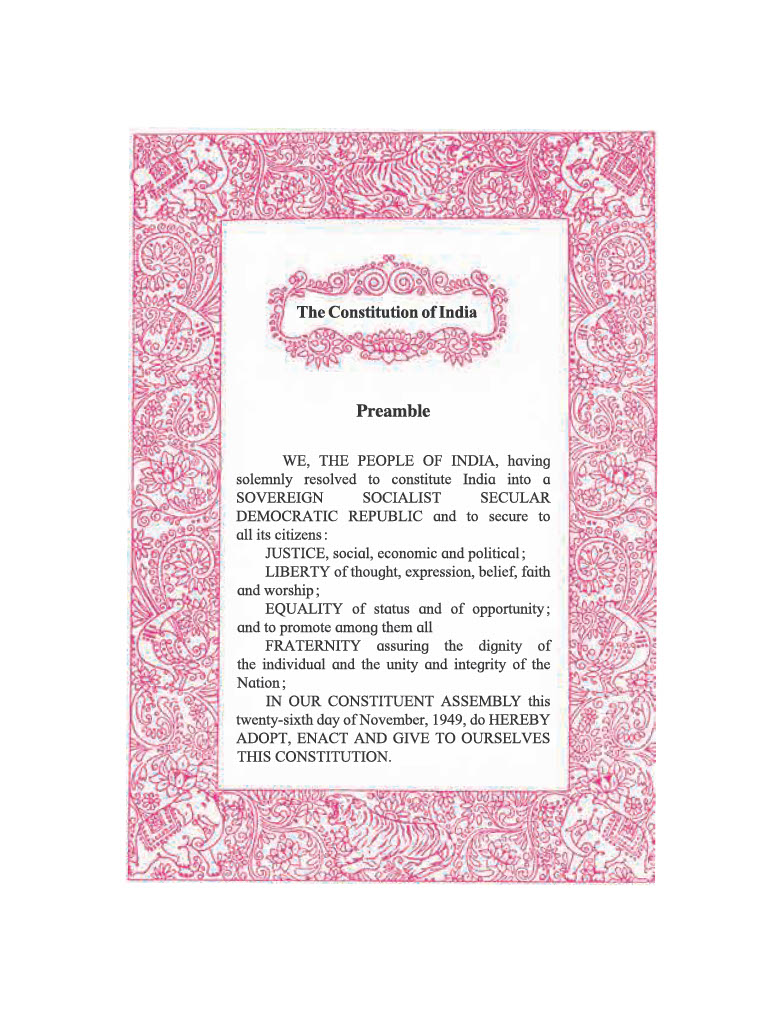 The Constitution of India
Preamble
WE, THE PEOPLE OF INDIA, having
solemnly resolved to constitute India into a
SOVEREIGN SOCIALIST SECULAR
DEMOCRATIC REPUBLIC and to secure to
all its citizens :
JUSTICE, social, economic and political ;
LIBERTY of thought, expression, belief, faith
and worship ;
EQUALITY of status and of opportunity ;
and to promote among them all
FRATERNITY assuring the dignity of
the individual and the unity and integrity of the
Nation ;
IN OUR CONSTITUENT ASSEMBLY this
twenty-sixth day of November, 1949, do HEREBY
ADOPT, ENACT AND GIVE TO OURSELVES
THIS CONSTITUTION.